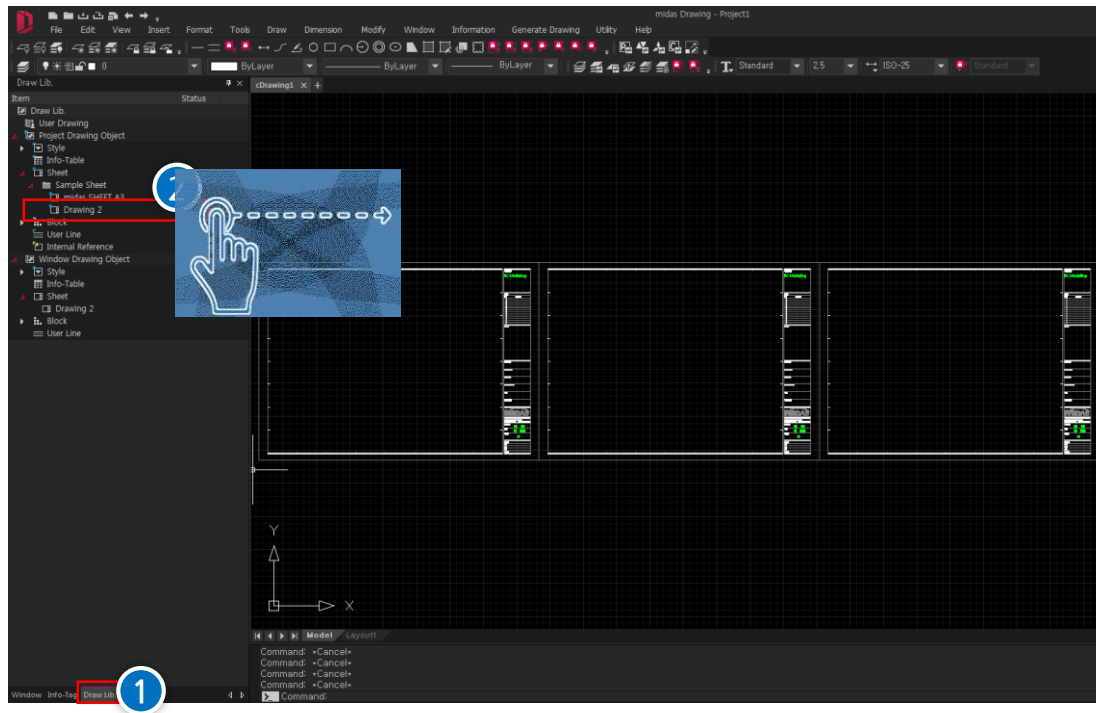 midas Drawing - Project1
File Edit View Insert Format Tools Draw Dimension Modify Window Information Generate Drawing Utility Help
0 ByLayer ByLayer ByLayer Standard 2.5 ISO-25 Standard
Draw Lib.
cDrawing1
Item Status
Draw Lib.
User Drawing
Project Drawing Object
Style
Info-Table
Sheet
Sample Sheet
2
midas SHEET A3
Drawing 2
Block
User Line
Internal Reference
Window Drawing Object
Style
Info-Table
Sheet
Drawing 2
Block
User Line
Y
X
Model Layout1
Command: *Cancel*
Command: *Cancel*
Command: *Cancel*
Command: *Cancel*
Command:
Window Info-Tag Draw Lib.
1